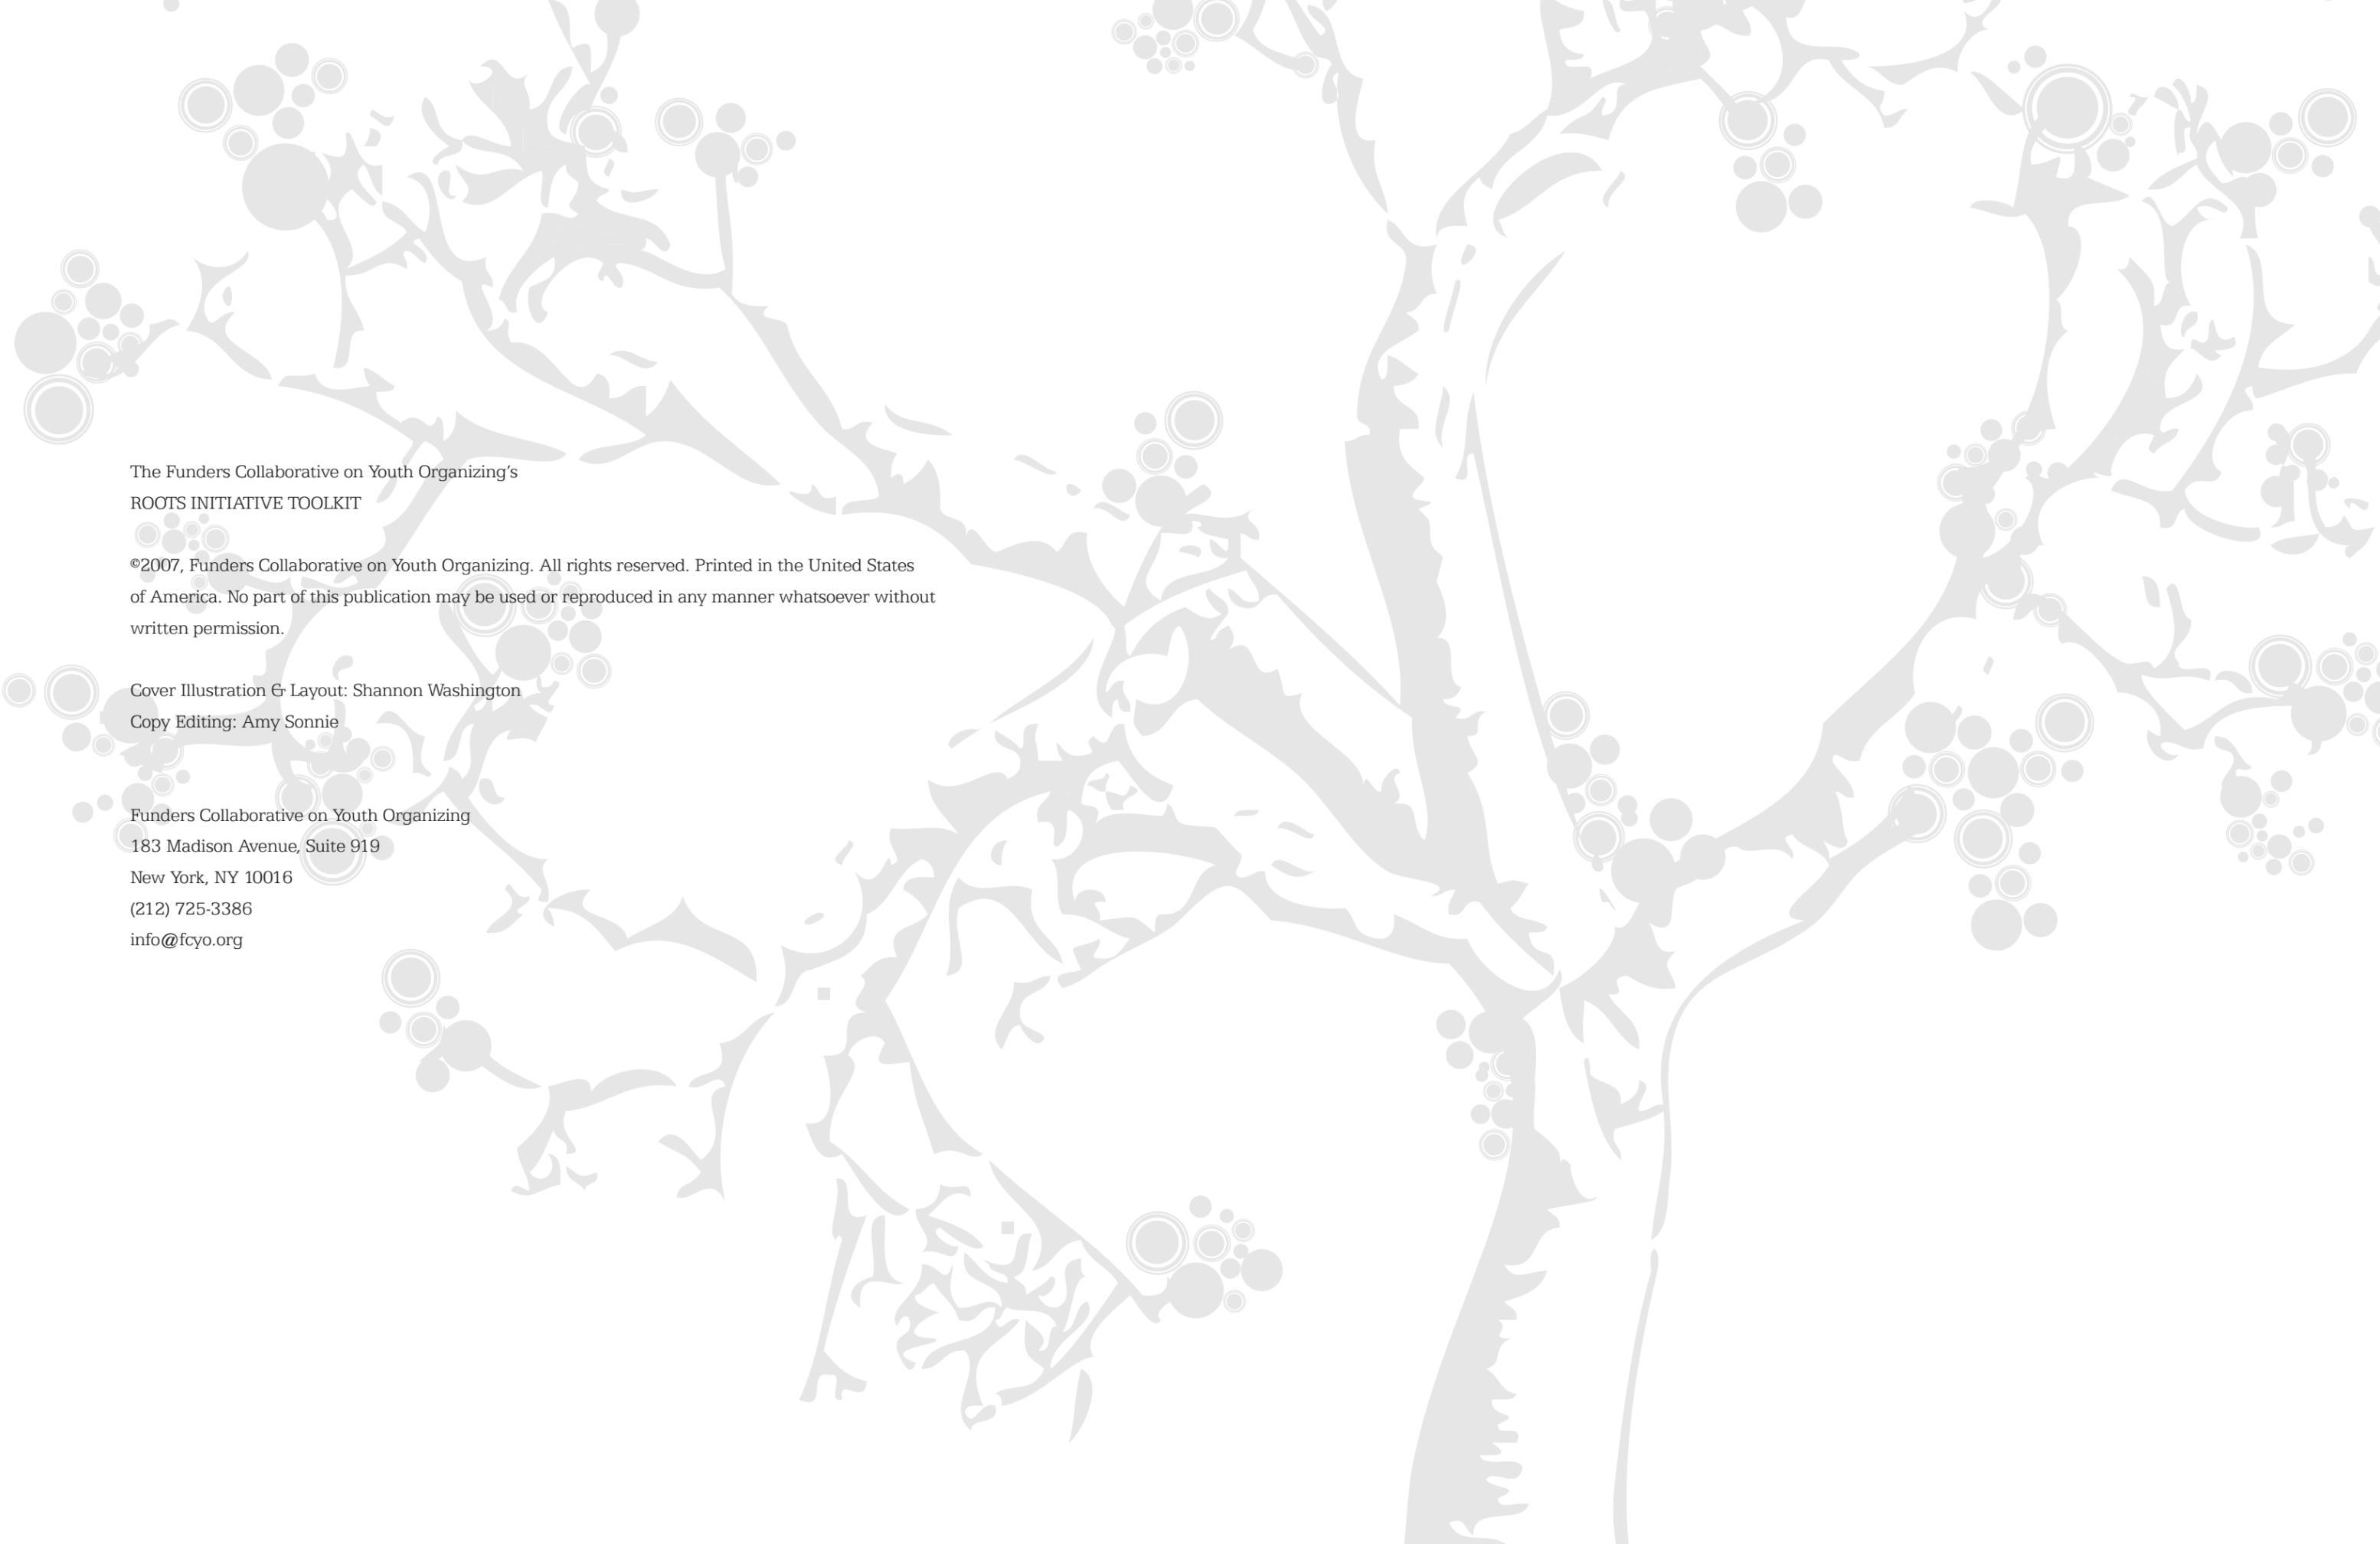 The Funders Collaborative on Youth Organizing’s
ROOTS INITIATIVE TOOLKIT
©2007, Funders Collaborative on Youth Organizing. All rights reserved. Printed in the United States
of America. No part of this publication may be used or reproduced in any manner whatsoever without
written permission.
Cover Illustration & Layout: Shannon Washington
Copy Editing: Amy Sonnie
Funders Collaborative on Youth Organizing
183 Madison Avenue, Suite 919
New York, NY 10016
(212) 725-3386
info@fcyo.org